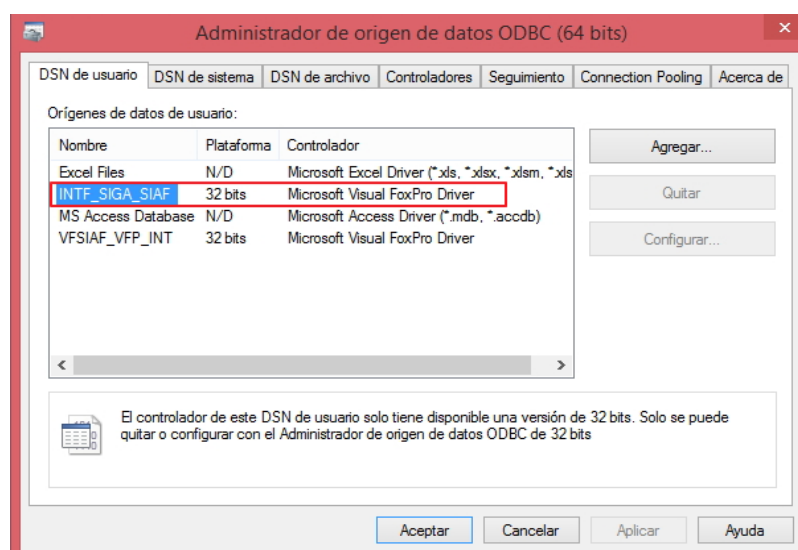 Administrador de origen de datos ODBC (64 bits)
DSN de usuario DSN de sistema DSN de archivo Controladores Seguimiento Connection Pooling Acerca de
Orígenes de datos de usuario:
Nombre Plataforma Controlador
Excel Files N/D Microsoft Excel Driver (*.xls, *.xlsx, *.xlsm, *.xls
INTF_SIGA_SIAF 32 bits Microsoft Visual FoxPro Driver
MS Access Database N/D Microsoft Access Driver (*.mdb, *.accdb)
VFSIAF_VFP_INT 32 bits Microsoft Visual FoxPro Driver
Agregar...
Quitar
Configurar...
El controlador de este DSN de usuario solo tiene disponible una versión de 32 bits. Solo se puede
quitar o configurar con el Administrador de origen de datos ODBC de 32 bits
Aceptar Cancelar Aplicar Ayuda